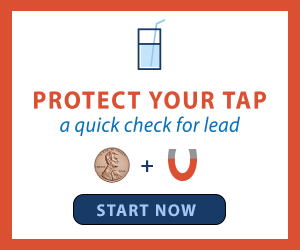 PROTECT YOUR TAP
a quick check for lead
+
START NOW